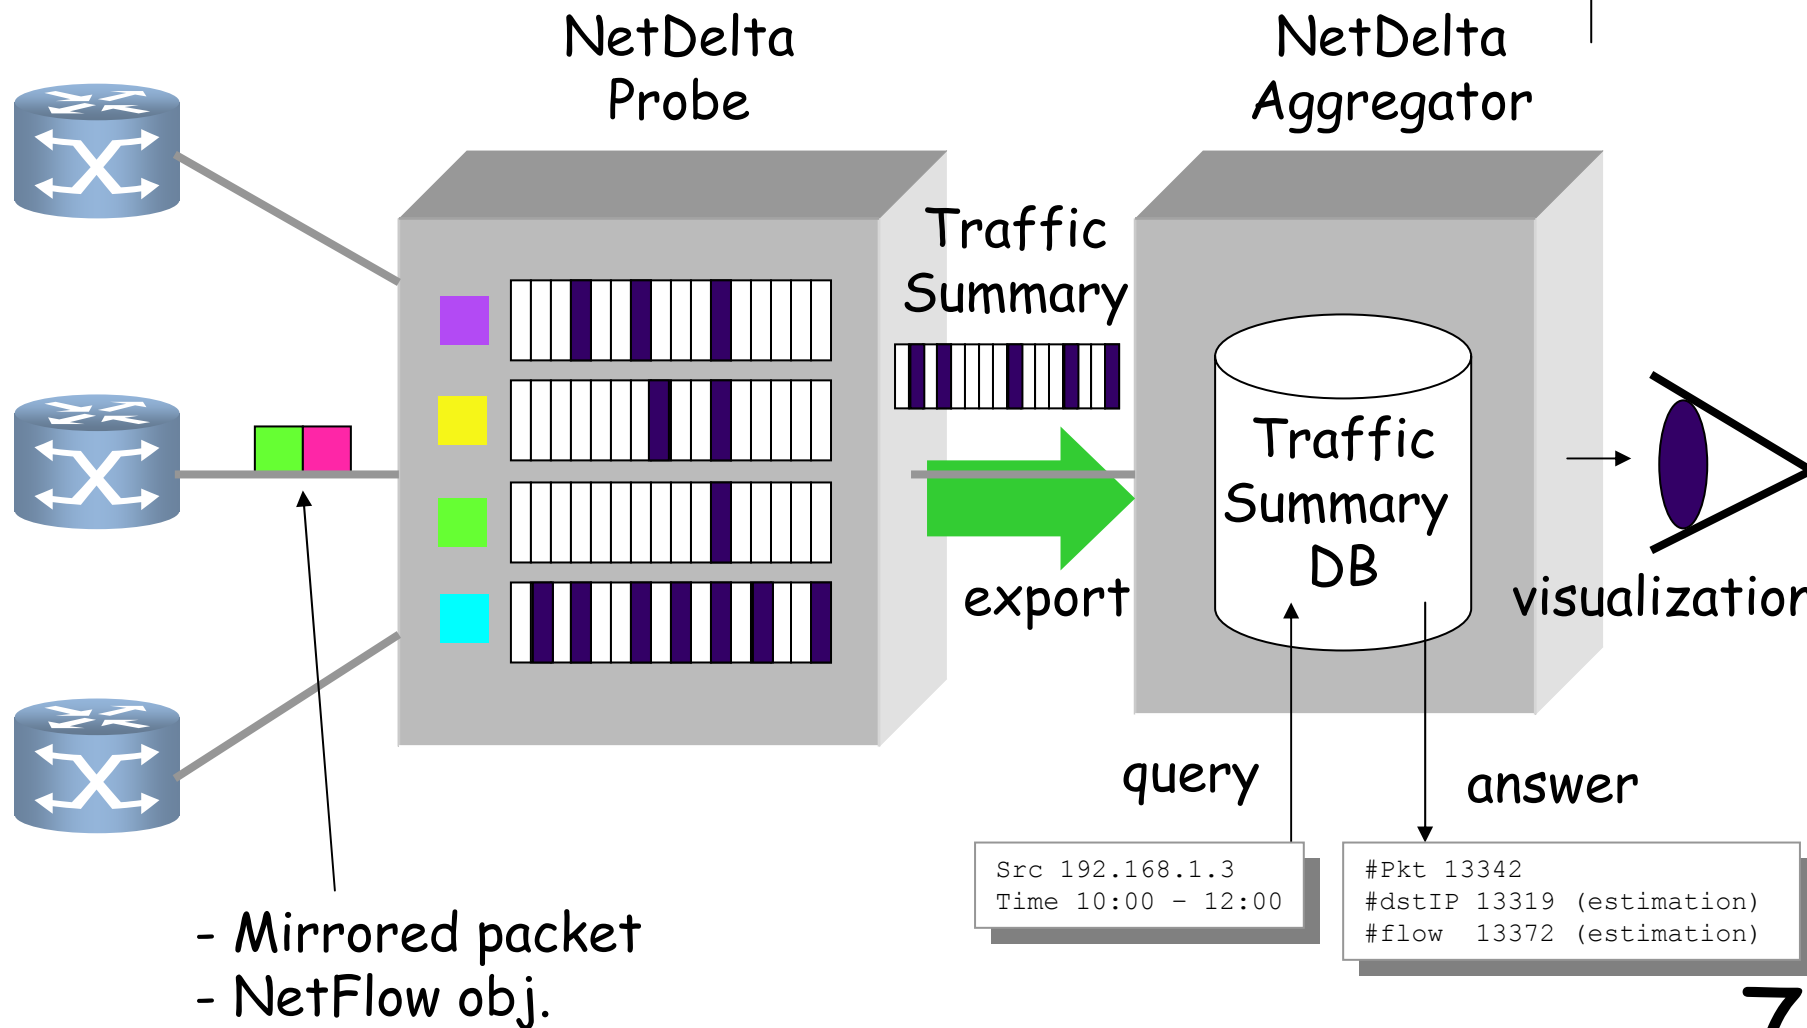 NetDelta
Probe
NetDelta
Aggregator
Traffic
Summary
Traffic
Summary
DB
export
visualization
query
answer
Src 192.168.1.3
Time 10:00 – 12:00
#Pkt 13342
#dstIP 13319 (estimation)
#flow  13372 (estimation)
- Mirrored packet
- NetFlow obj.
7